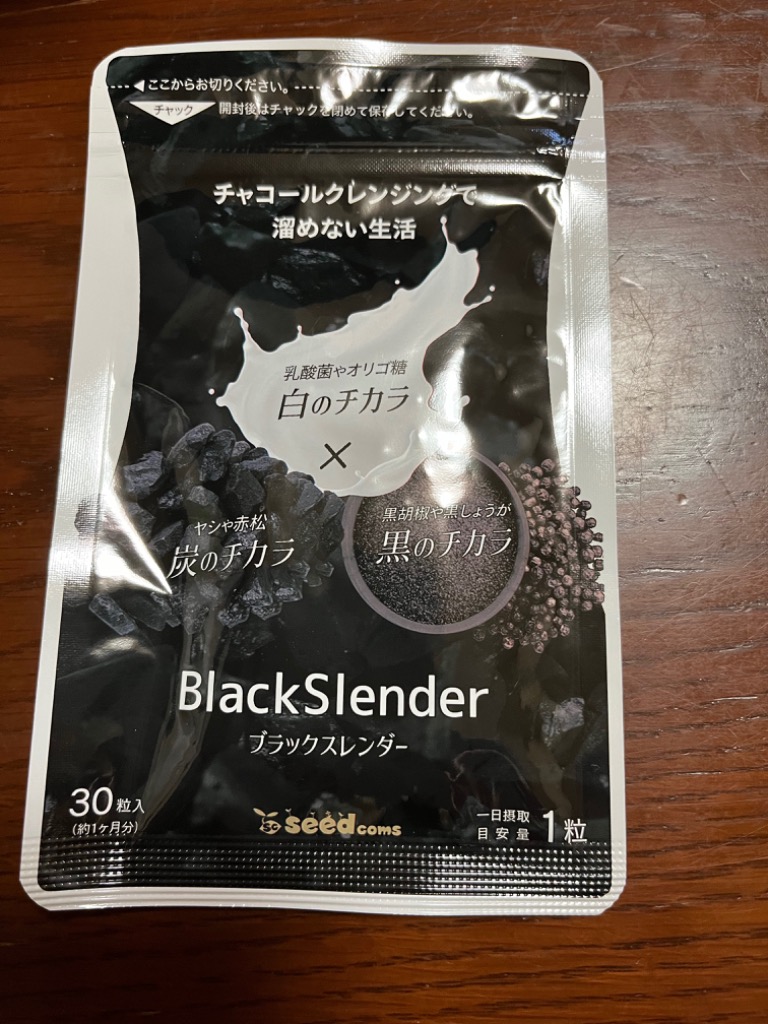 ◀ここからお切りください。
チャック 開封後はチャックを閉めて保存してください。
チャコールクレンジングで
溜めない生活
乳酸菌やオリゴ糖
白のチカラ
×
ヤシや赤松
炭のチカラ
黒胡椒や黒しょうが
黒のチカラ
BlackSlender
ブラックスレンダー
30粒入
(約1ヶ月分)
seedcoms
一日摂取
目安量 1粒